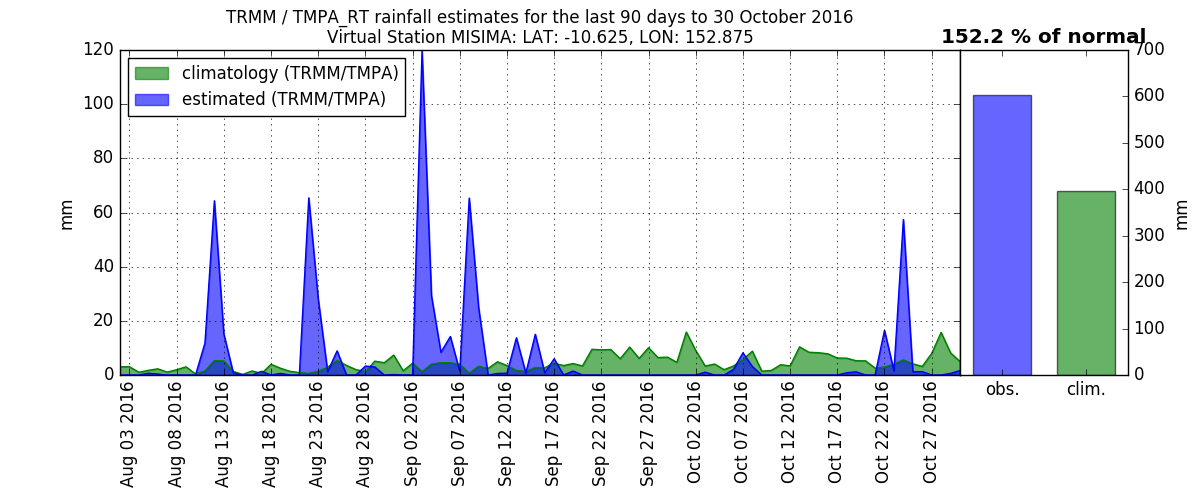 TRMM / TMPA_RT rainfall estimates for the last 90 days to 30 October 2016
Virtual Station MISIMA: LAT: -10.625, LON: 152.875
152.2 % of normal
climatology (TRMM/TMPA)
estimated (TRMM/TMPA)
mm
120
100
80
60
40
20
0
Aug 03 2016
Aug 08 2016
Aug 13 2016
Aug 18 2016
Aug 23 2016
Aug 28 2016
Sep 02 2016
Sep 07 2016
Sep 12 2016
Sep 17 2016
Sep 22 2016
Sep 27 2016
Oct 02 2016
Oct 07 2016
Oct 12 2016
Oct 17 2016
Oct 22 2016
Oct 27 2016
700
600
500
400
300
200
100
0
mm
obs.
clim.